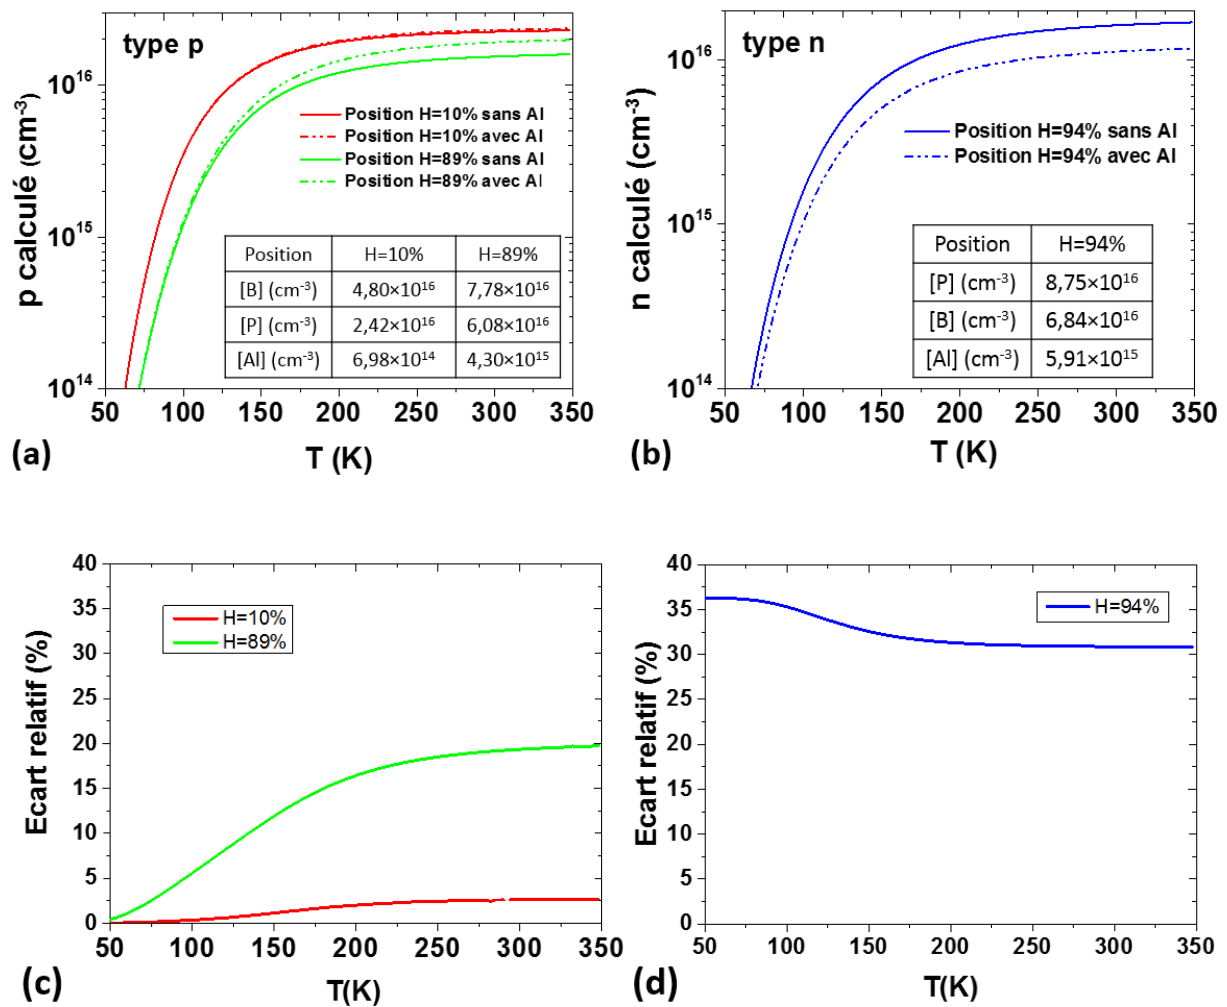 type p
10¹⁶
10¹⁵
10¹⁴
p calculé (cm⁻³)
Position H=10% sans Al
Position H=10% avec Al
Position H=89% sans Al
Position H=89% avec Al
Position H=10% H=89%
[B] (cm⁻³) 4,80×10¹⁶ 7,78×10¹⁶
[P] (cm⁻³) 2,42×10¹⁶ 6,08×10¹⁶
[Al] (cm⁻³) 6,98×10¹⁴ 4,30×10¹⁵
50 100 150 200 250 300 350
T (K)
(a)
type n
10¹⁶
10¹⁵
10¹⁴
n calculé (cm⁻³)
Position H=94% sans Al
Position H=94% avec Al
Position H=94%
[P] (cm⁻³) 8,75×10¹⁶
[B] (cm⁻³) 6,84×10¹⁶
[Al] (cm⁻³) 5,91×10¹⁵
50 100 150 200 250 300 350
T (K)
(b)
40
35
30
25
20
15
10
5
0
Ecart relatif (%)
H=10%
H=89%
50 100 150 200 250 300 350
T(K)
(c)
40
35
30
25
20
15
10
5
0
Ecart relatif (%)
H=94%
50 100 150 200 250 300 350
T(K)
(d)